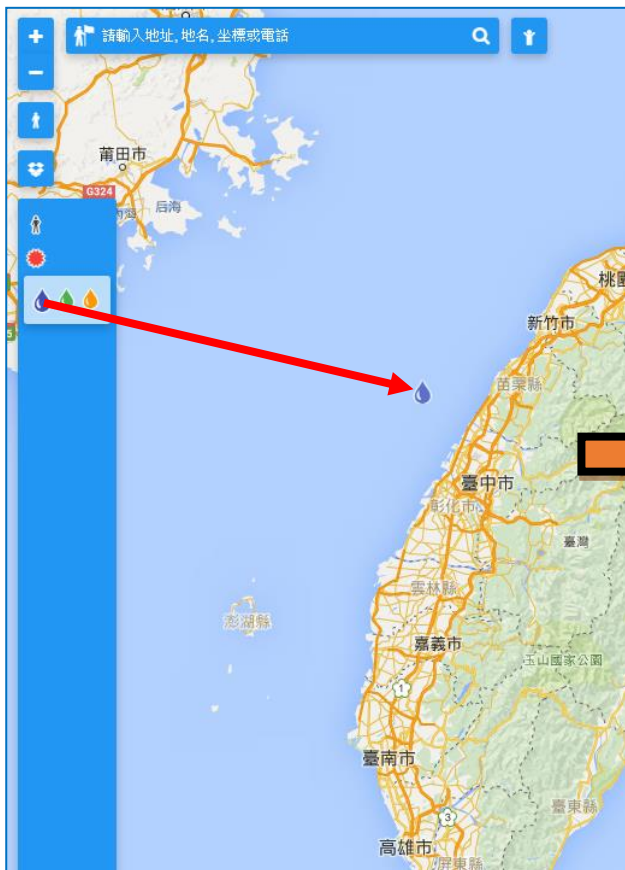 請輸入地址, 地名, 坐標或電話
莆田市
G324
后海
桃園
新竹市
苗栗縣
臺中市
彰化市
臺灣
雲林縣
澎湖縣
嘉義市
玉山國家公園
1
臺南市
臺東縣
3
高雄市
屏東縣